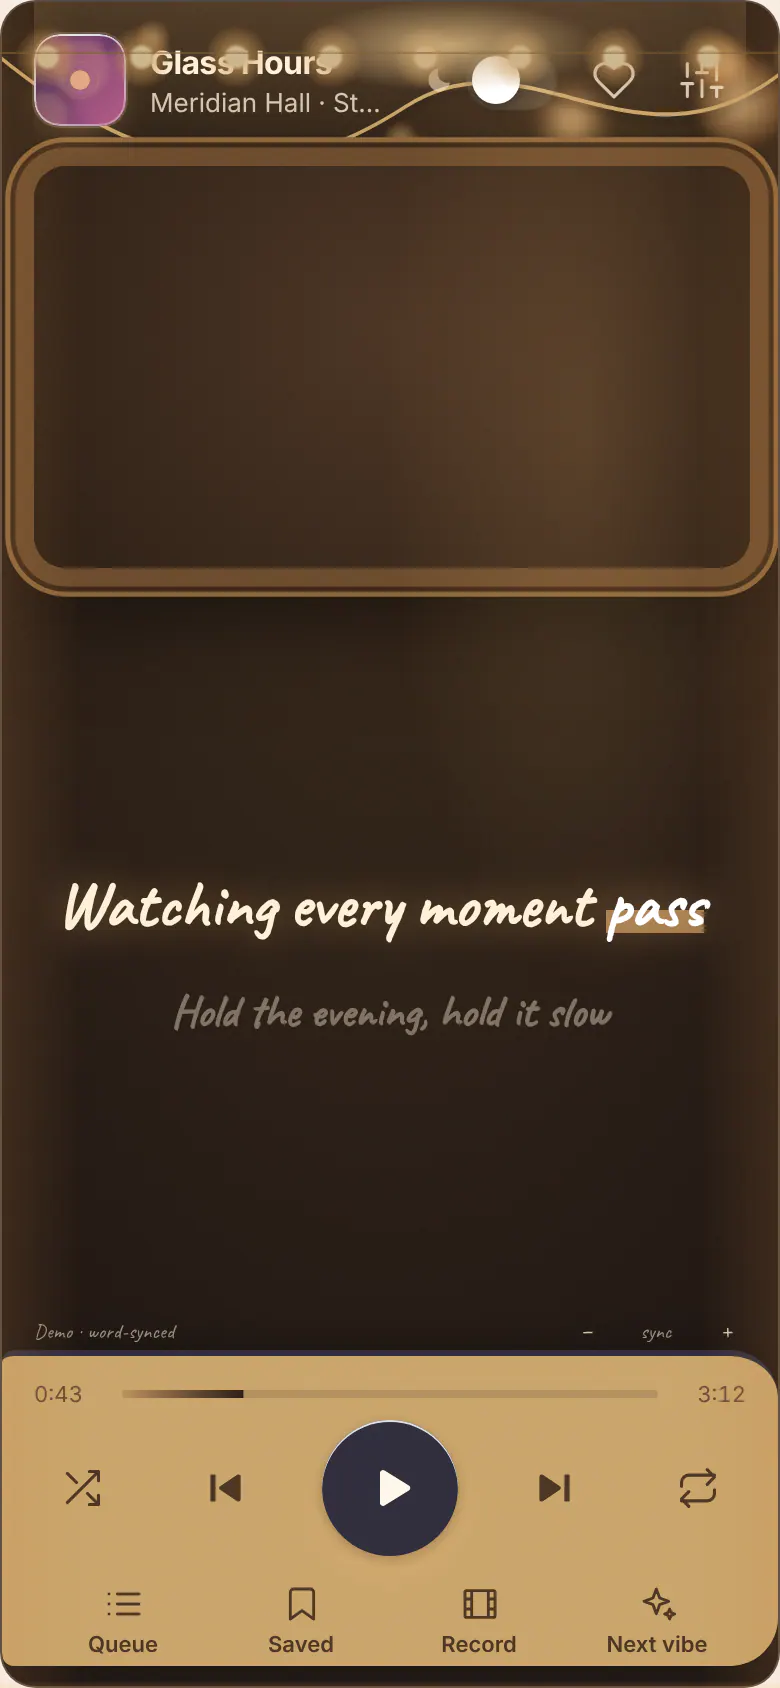 Glass Hours
Meridian Hall · St...
Watching every moment pass
Hold the evening, hold it slow
Demo · word-synced
− sync +
0:43 3:12
Queue Saved Record Next vibe